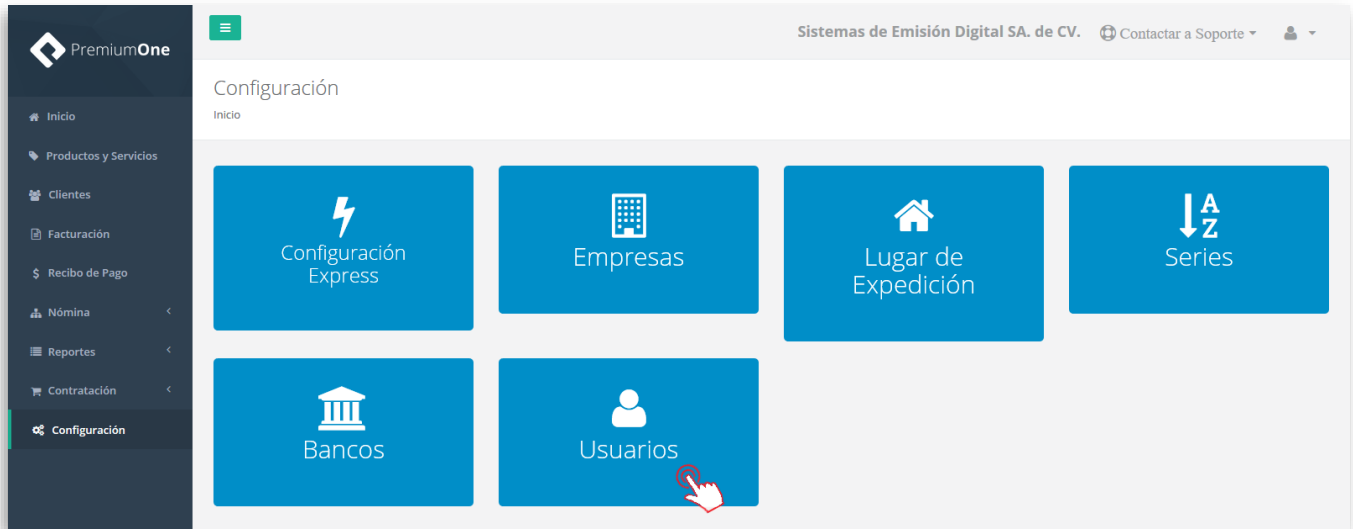 PremiumOne
Sistemas de Emisión Digital SA. de CV.
Contactar a Soporte
Configuración
Inicio
Inicio
Productos y Servicios
Clientes
Facturación
Recibo de Pago
Nómina
Reportes
Contratación
Configuración
Configuración
Express
Empresas
Lugar de
Expedición
A
Z
Series
Bancos
Usuarios